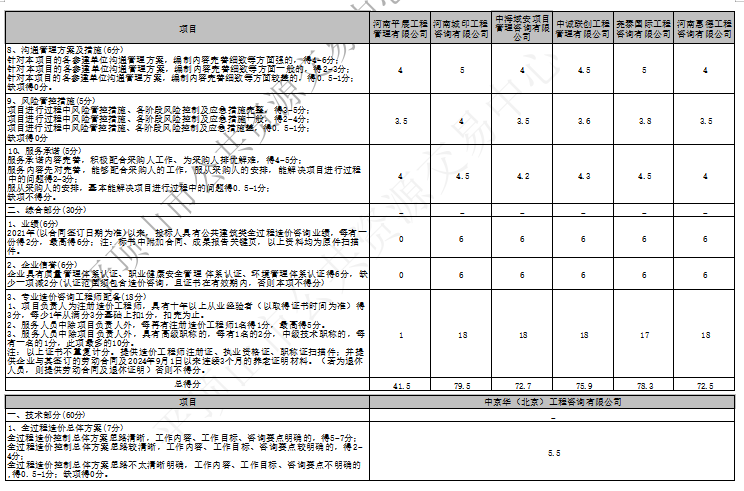 项目 河南平展工程管理有限公司 河南城印工程咨询有限公司 中海域安项目管理咨询有限公司 中诚联创工程管理有限公司 尧泰国际工程咨询有限公司 河南惠德工程咨询有限公司
8、沟通管理方案及措施(6分)
针对本项目的各参建单位沟通管理方案，编制内容完善细致等方面强的，得4-6分；
针对本项目的各参建单位沟通管理方案，编制内容完善细致等方面一般的，得2-3分；
针对本项目的各参建单位沟通管理方案，编制内容完善细致等方面较差的，得0.5-1分；
缺项得0分。
4 5 4 4.5 5 4
9、风险管控措施(5分)
项目进行过程中风险管控措施、各阶段风险控制及应急措施完整，得3-5分；
项目进行过程中风险管控措施、各阶段风险控制及应急措施一般，得2-4分；
项目进行过程中风险管控措施、各阶段风险控制及应急措施差，得0.5-1分；
缺项得0分
3.5 4 3.5 3.6 3.8 3.5
10、服务承诺(5分)
服务承诺内容完善，积极配合采购人工作、为采购人排忧解难，得4-5分；
服务内容先对完善，能够配合采购人的工作，服从采购人的安排，能解决项目进行过程
中的问题得2-3分；
服从采购人的安排，基本能解决项目进行过程中的问题得0.5-1分；
缺项不得分。
4 4.5 4.2 4.3 4.5 4
二、综合部分(30分) – – – – – –
1、业绩(6分)
2021年(以合同签订日期为准)以来，投标人具有公共建筑类全过程造价咨询业绩，每有一
份得2分，最高得6分；注：标书中附加合同、成果报告关键页，以上资料均为原件扫描
件。
0 6 6 6 6 6
2、企业信誉(6分)
企业具有质量管理体系认证、职业健康安全管理 体系认证、环境管理体系认证得6分，缺
少一项减2分(认证范围须包含造价咨询，且证书在有效期内，否则本项不得分)
0 6 6 6 6 6
3、专业造价咨询工程师配备(18分)
1、项目负责人为注册造价工程师，具有十年以上从业经验者（以取得证书时间为准）得
3分，每少1年从满分3分基础上扣1分，扣完为止。
2、服务人员中除项目负责人外，每再有注册造价工程师1名得1分，最高得5分。
3、服务人员中除项目负责人外，具有高级职称的，每有1名的2分，中级技术职称的，每
有一名的1分，此项最多的10分。
注：以上证书不重复计分。提供造价工程师注册证、执业资格证、职称证扫描件；并提
供企业与其签订的劳动合同及2024年9月1日以来连续3个月的养老证明材料。（若为退休
人员，则提供劳动合同及退休证明）否则不得分。
1 18 18 18 17 18
总得分 41.5 79.5 72.7 75.9 78.3 72.5
项目 中京华（北京）工程咨询有限公司
一、技术部分(60分) –
1、全过程造价总体方案(7分)
全过程造价控制总体方案思路清晰，工作内容、工作目标、咨询要点明确的，得5-7分；
全过程造价控制总体方案思路较清晰，工作内容、工作目标、咨询要点较明确的，得2-
4分；
全过程造价控制总体方案思路不太清晰明确，工作内容、工作目标、咨询要点不明确的
，得0.5-1分；缺项得0分。
5.5